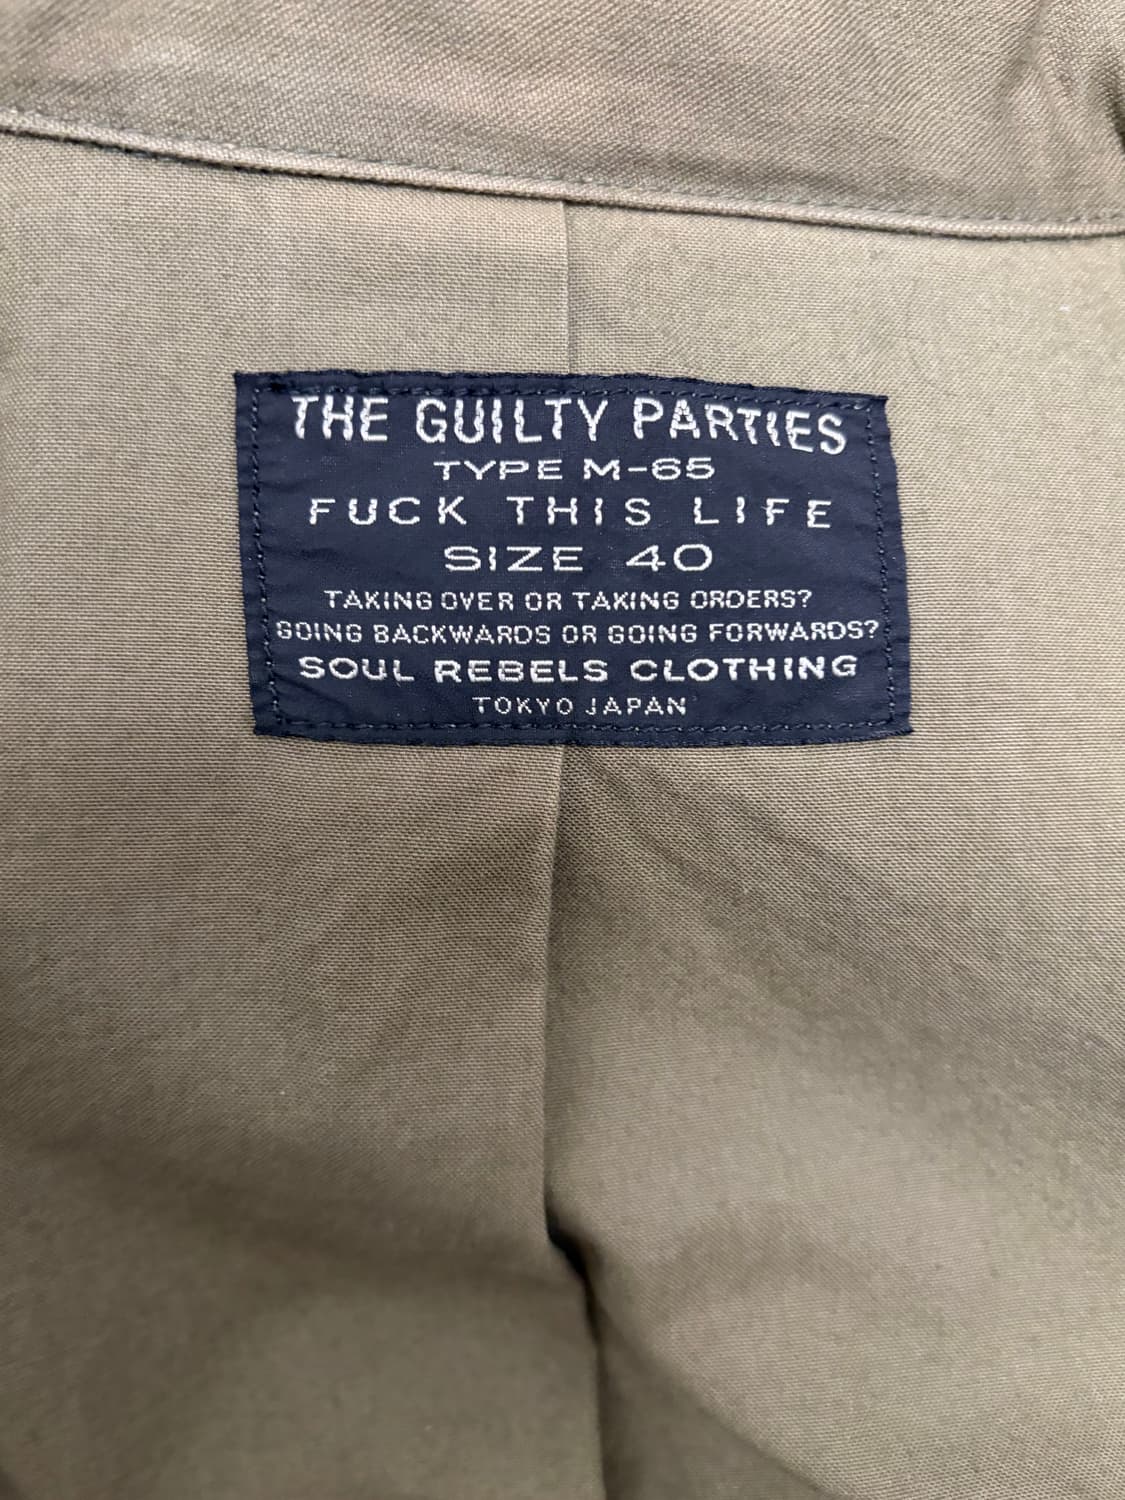 THE GUILTY PARTIES
TYPE M-65
FUCK THIS LIFE
SIZE 40
TAKING OVER OR TAKING ORDERS?
GOING BACKWARDS OR GOING FORWARDS?
SOUL REBELS CLOTHING
TOKYO JAPAN